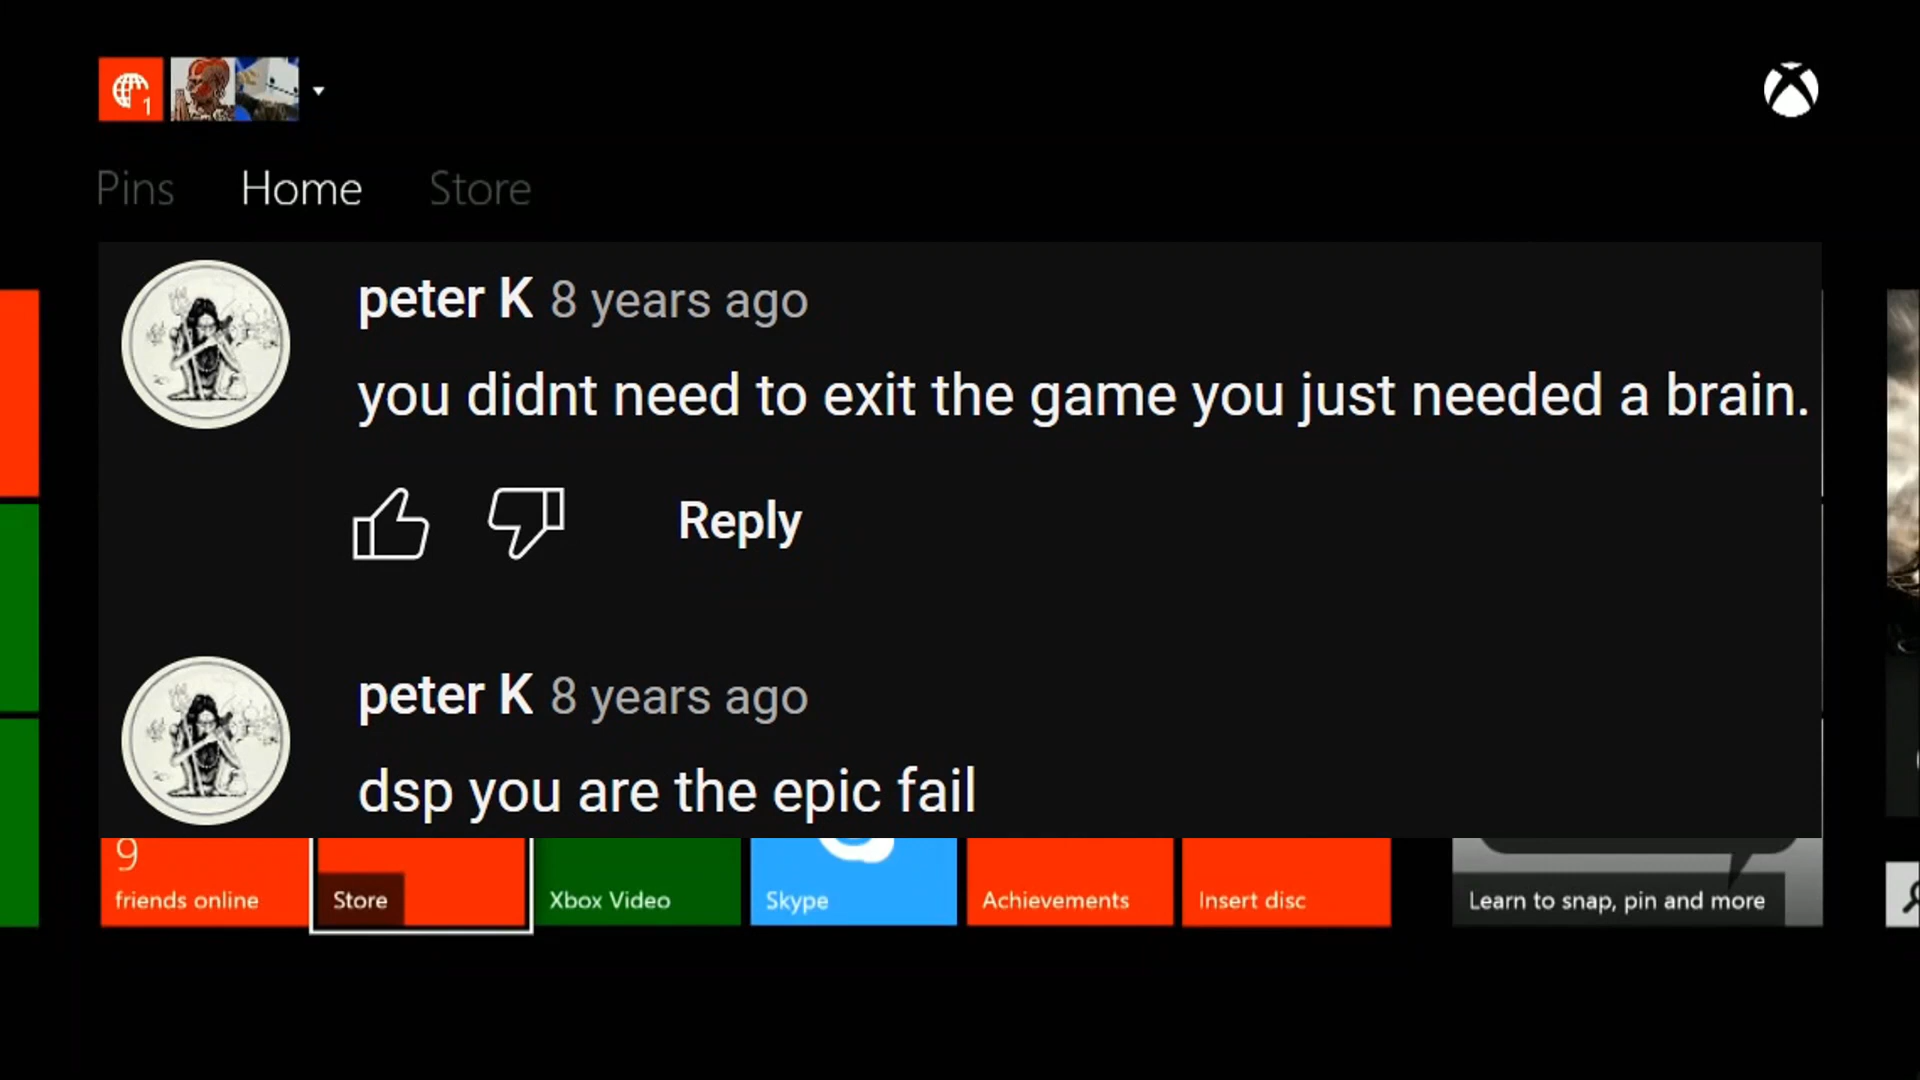 1
Pins Home Store
peter K 8 years ago
you didnt need to exit the game you just needed a brain.
Reply
peter K 8 years ago
dsp you are the epic fail
9
friends online
Store
Xbox Video
Skype
Achievements
Insert disc
Learn to snap, pin and more